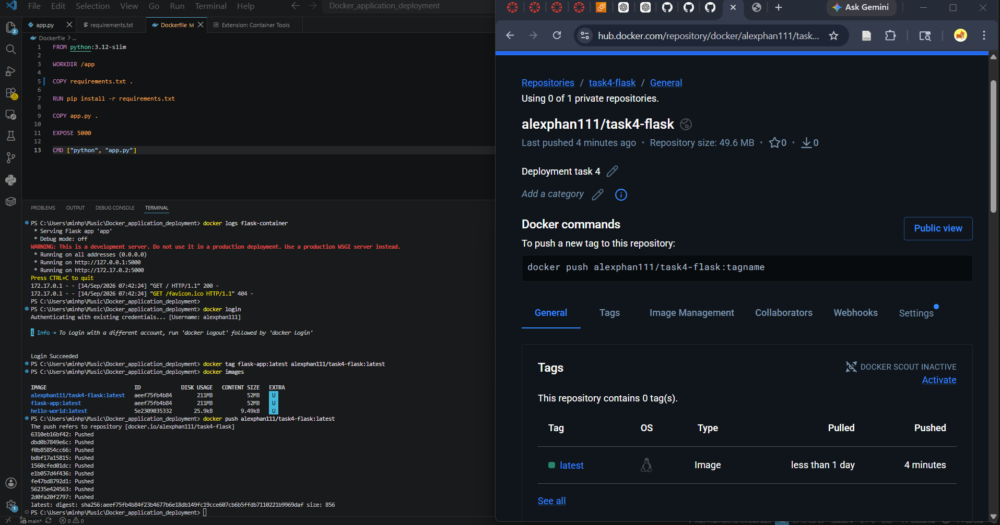 File Edit Selection View Go Run Terminal Help
Docker_application_deployment
app.py
requirements.txt
Dockerfile M
Extension: Container Tools
Dockerfile > ...
1 FROM python:3.12-slim
2
3 WORKDIR /app
4
5 COPY requirements.txt .
6
7 RUN pip install -r requirements.txt
8
9 COPY app.py .
10
11 EXPOSE 5000
12
13 CMD ["python", "app.py"]
PROBLEMS OUTPUT DEBUG CONSOLE TERMINAL
PS C:\Users\minhp\Music\Docker_application_deployment> docker logs flask-container
* Serving Flask app 'app'
* Debug mode: off
WARNING: This is a development server. Do not use it in a production deployment. Use a production WSGI server instead.
* Running on all addresses (0.0.0.0)
* Running on http://127.0.0.1:5000
* Running on http://172.17.0.2:5000
Press CTRL+C to quit
172.17.0.1 - - [14/Sep/2026 07:42:24] "GET / HTTP/1.1" 200 -
172.17.0.1 - - [14/Sep/2026 07:42:24] "GET /favicon.ico HTTP/1.1" 404 -
PS C:\Users\minhp\Music\Docker_application_deployment>
PS C:\Users\minhp\Music\Docker_application_deployment> docker login
Authenticating with existing credentials... [Username: alexphan111]
i Info → To login with a different account, run 'docker logout' followed by 'docker login'
Login Succeeded
PS C:\Users\minhp\Music\Docker_application_deployment> docker tag flask-app:latest alexphan111/task4-flask:latest
PS C:\Users\minhp\Music\Docker_application_deployment> docker images
IMAGE ID DISK USAGE CONTENT SIZE EXTRA
alexphan111/task4-flask:latest aeef75fb4b84 211MB 52MB U
flask-app:latest aeef75fb4b84 211MB 52MB U
hello-world:latest 5e2309035332 25.9kB 9.49kB U
PS C:\Users\minhp\Music\Docker_application_deployment> docker push alexphan111/task4-flask:latest
The push refers to repository [docker.io/alexphan111/task4-flask]
6310eb16bf42: Pushed
dbd0b7849e6c: Pushed
f0b85854cc66: Pushed
bdbf17a15815: Pushed
1560cfed01dc: Pushed
e1b057d4f436: Pushed
fe47bd8792d1: Pushed
56235e424563: Pushed
2d0fa20f2797: Pushed
latest: digest: sha256:aeef75fb4b84f23b4677b6e18db149fc19cce607cb6b5ffdb7110221b9969daf size: 856
PS C:\Users\minhp\Music\Docker_application_deployment>
2
1
main* 0 0
Ask Gemini
hub.docker.com/repository/docker/alexphan111/task...
Repositories / task4-flask / General
Using 0 of 1 private repositories.
alexphan111/task4-flask
Last pushed 4 minutes ago • Repository size: 49.6 MB • 0 • 0
Deployment task 4
Add a category
Docker commands
Public view
To push a new tag to this repository:
docker push alexphan111/task4-flask:tagname
General Tags Image Management Collaborators Webhooks Settings
Tags
DOCKER SCOUT INACTIVE
Activate
This repository contains 0 tag(s).
Tag OS Type Pulled Pushed
latest Image less than 1 day 4 minutes
See all